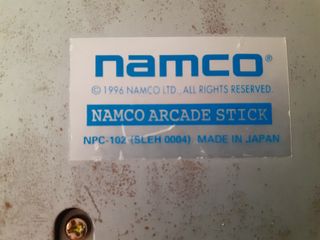 namco®
© 1996 NAMCO LTD., ALL RIGHTS RESERVED.
NAMCO ARCADE STICK
NPC-102 (SLEH 0004) MADE IN JAPAN